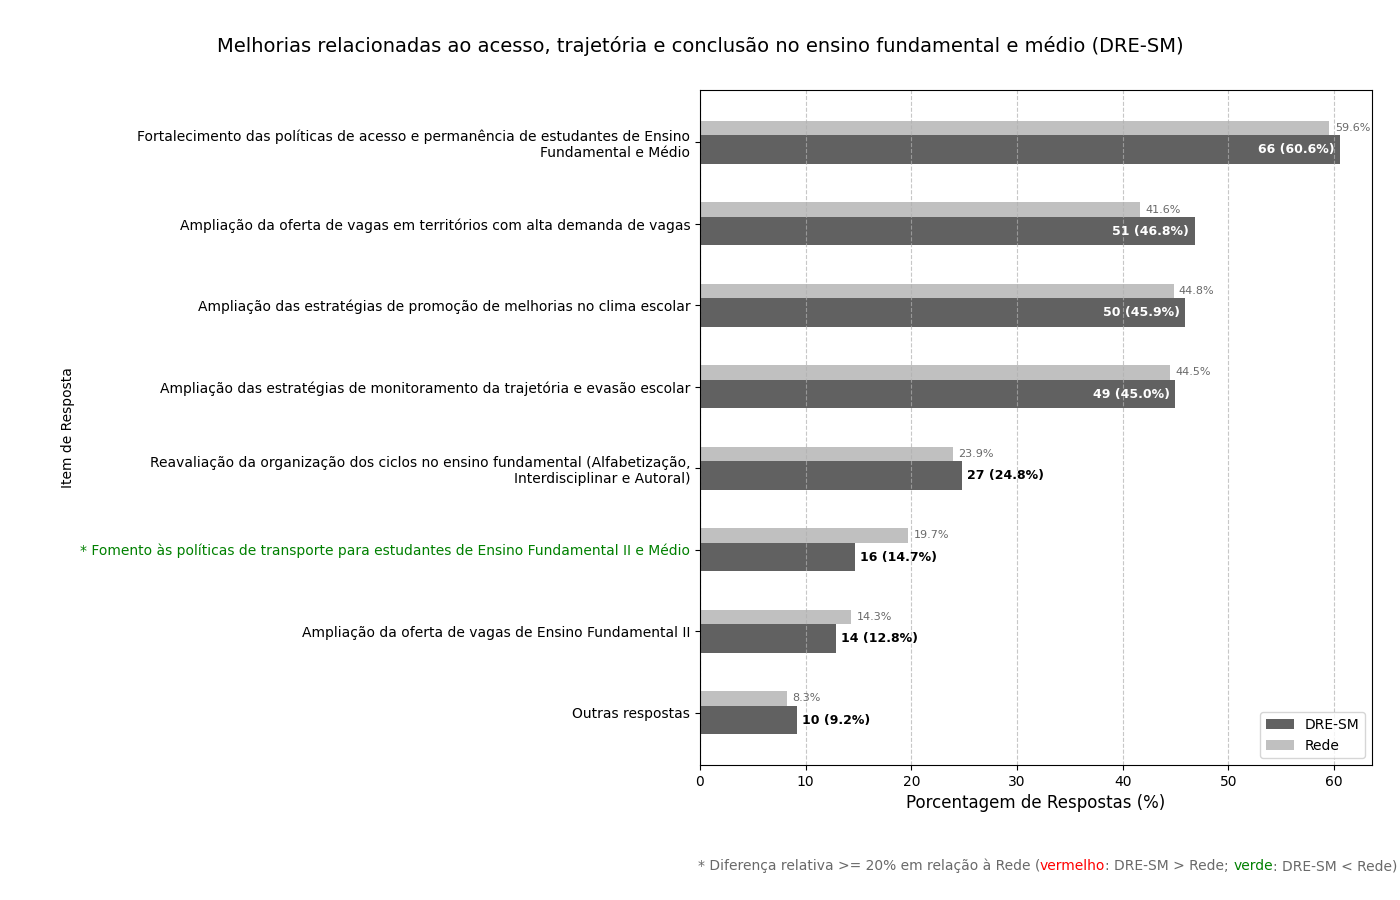 Melhorias relacionadas ao acesso, trajetória e conclusão no ensino fundamental e médio (DRE-SM)
Item de Resposta
Fortalecimento das políticas de acesso e permanência de estudantes de Ensino
Fundamental e Médio
59.6%
66 (60.6%)
Ampliação da oferta de vagas em territórios com alta demanda de vagas
41.6%
51 (46.8%)
Ampliação das estratégias de promoção de melhorias no clima escolar
44.8%
50 (45.9%)
Ampliação das estratégias de monitoramento da trajetória e evasão escolar
44.5%
49 (45.0%)
Reavaliação da organização dos ciclos no ensino fundamental (Alfabetização,
Interdisciplinar e Autoral)
23.9%
27 (24.8%)
* Fomento às políticas de transporte para estudantes de Ensino Fundamental II e Médio
19.7%
16 (14.7%)
Ampliação da oferta de vagas de Ensino Fundamental II
14.3%
14 (12.8%)
Outras respostas
8.3%
10 (9.2%)
DRE-SM
Rede
0 10 20 30 40 50 60
Porcentagem de Respostas (%)
* Diferença relativa >= 20% em relação à Rede (vermelho: DRE-SM > Rede; verde: DRE-SM < Rede)